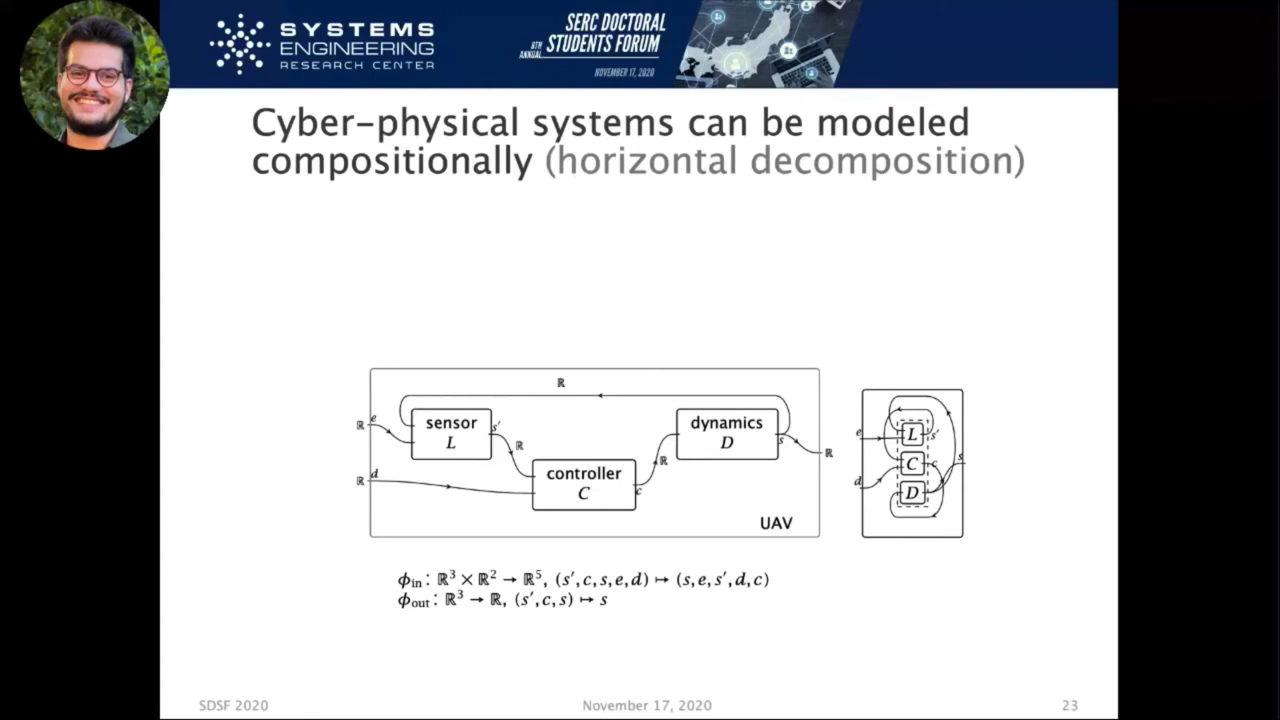 SYSTEMS
ENGINEERING
RESEARCH CENTER
SERC DOCTORAL
8TH ANNUAL STUDENTS FORUM
NOVEMBER 17, 2020
Cyber-physical systems can be modeled
compositionally (horizontal decomposition)
ℝ
ℝ e
sensor
L
s′
ℝ
dynamics
D
s
ℝ
ℝ
ℝ d
controller
C
c
UAV
e
d
L
s′
C
c
D
s
ϕin : ℝ³ × ℝ² → ℝ⁵, (s′, c, s, e, d) ↦ (s, e, s′, d, c)
ϕout : ℝ³ → ℝ, (s′, c, s) ↦ s
SDSF 2020
November 17, 2020
23